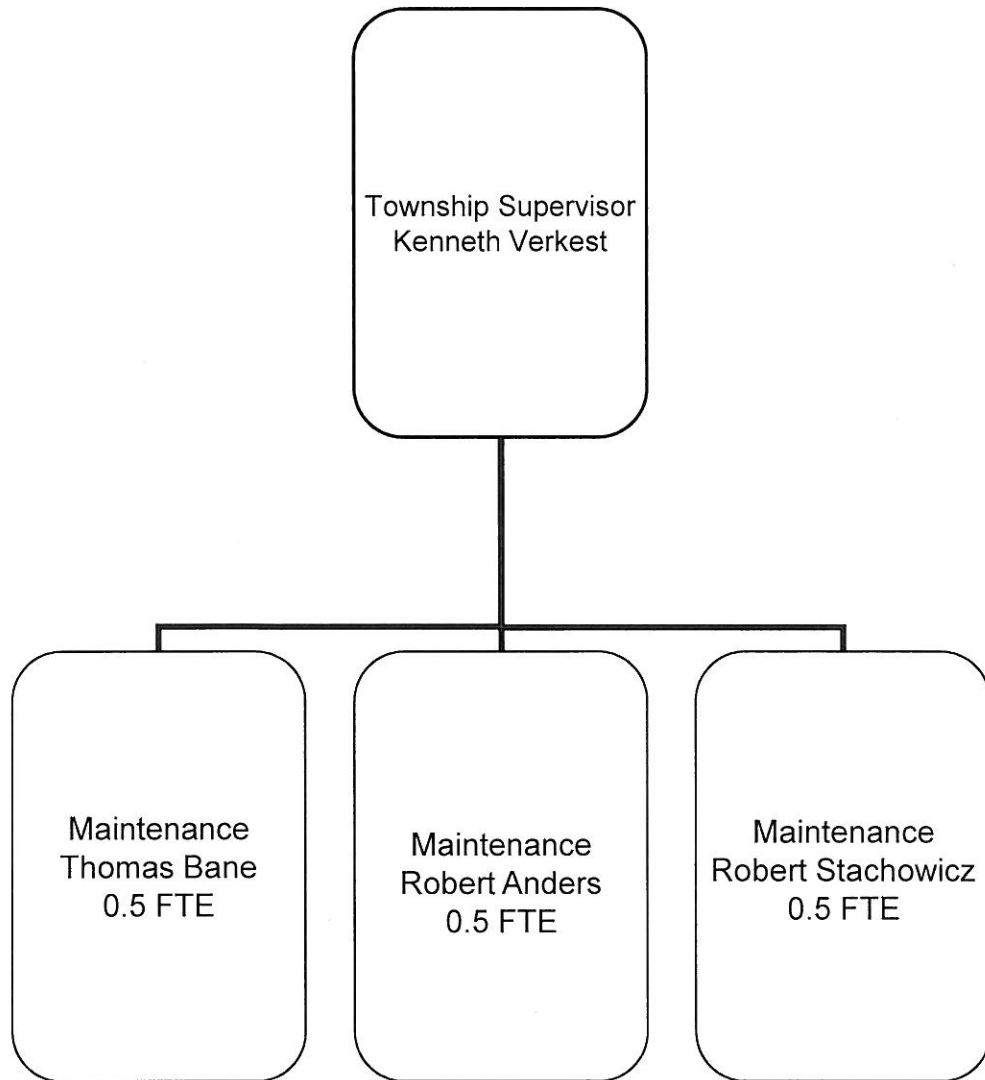 Township Supervisor
Kenneth Verkest
Maintenance
Thomas Bane
0.5 FTE
Maintenance
Robert Anders
0.5 FTE
Maintenance
Robert Stachowicz
0.5 FTE